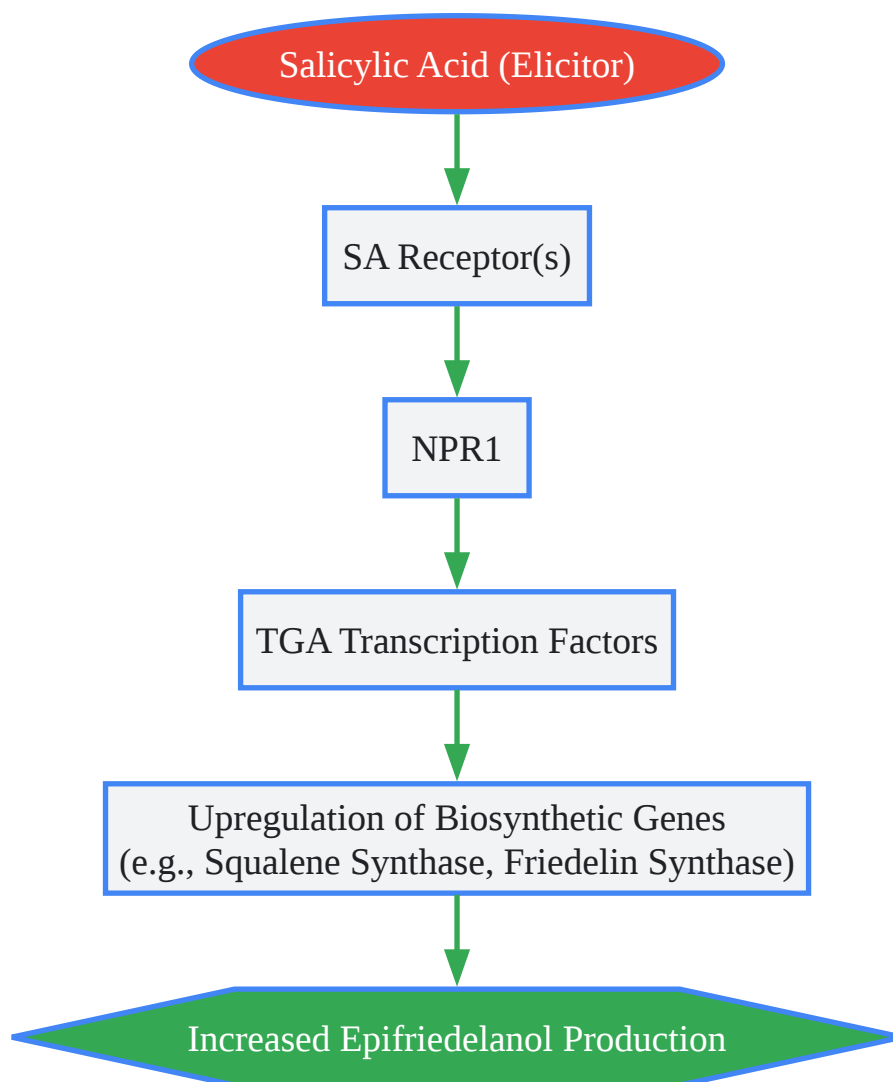 Salicylic Acid (Elicitor)
SA Receptor(s)
NPR1
TGA Transcription Factors
Upregulation of Biosynthetic Genes
(e.g., Squalene Synthase, Friedelin Synthase)
Increased Epifriedelanol Production